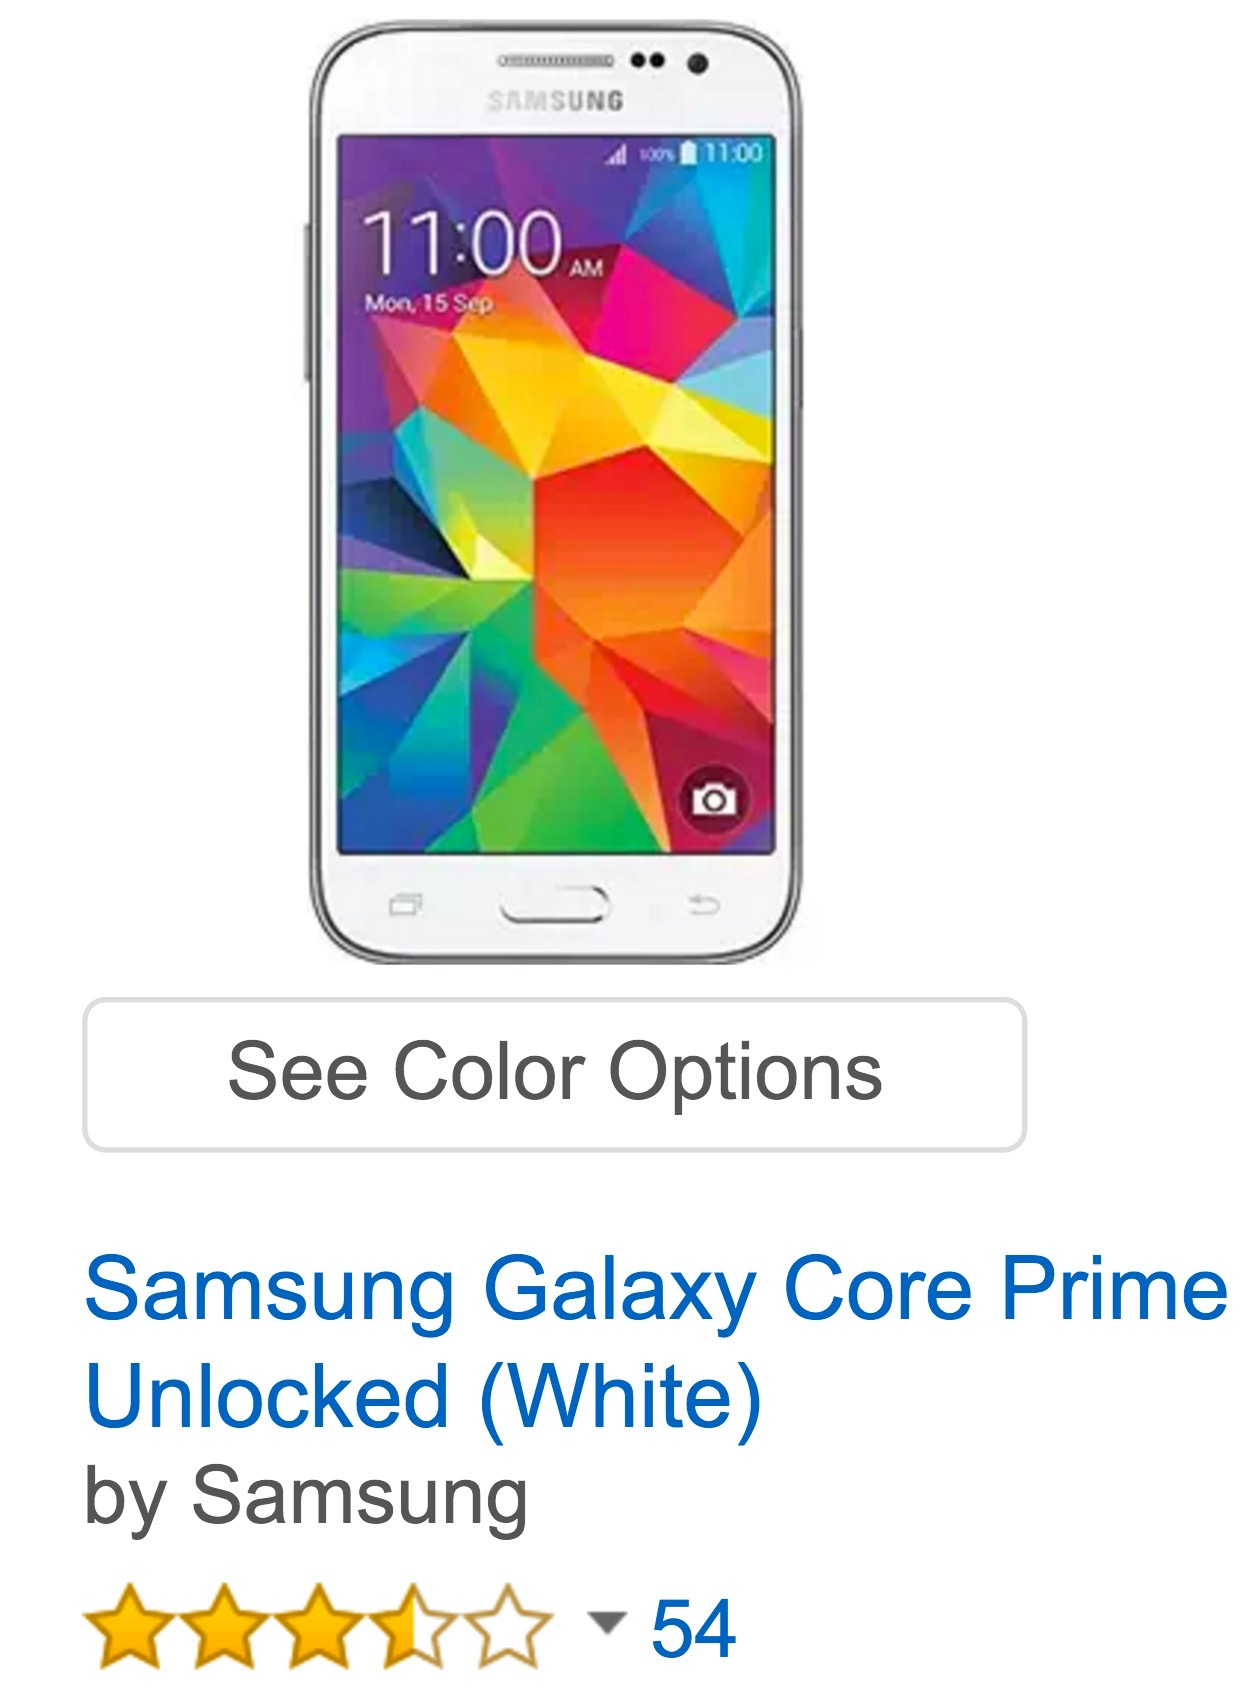 SAMSUNG
100% 11:00
11:00 AM
Mon, 15 Sep
See Color Options
Samsung Galaxy Core Prime
Unlocked (White)
by Samsung
54